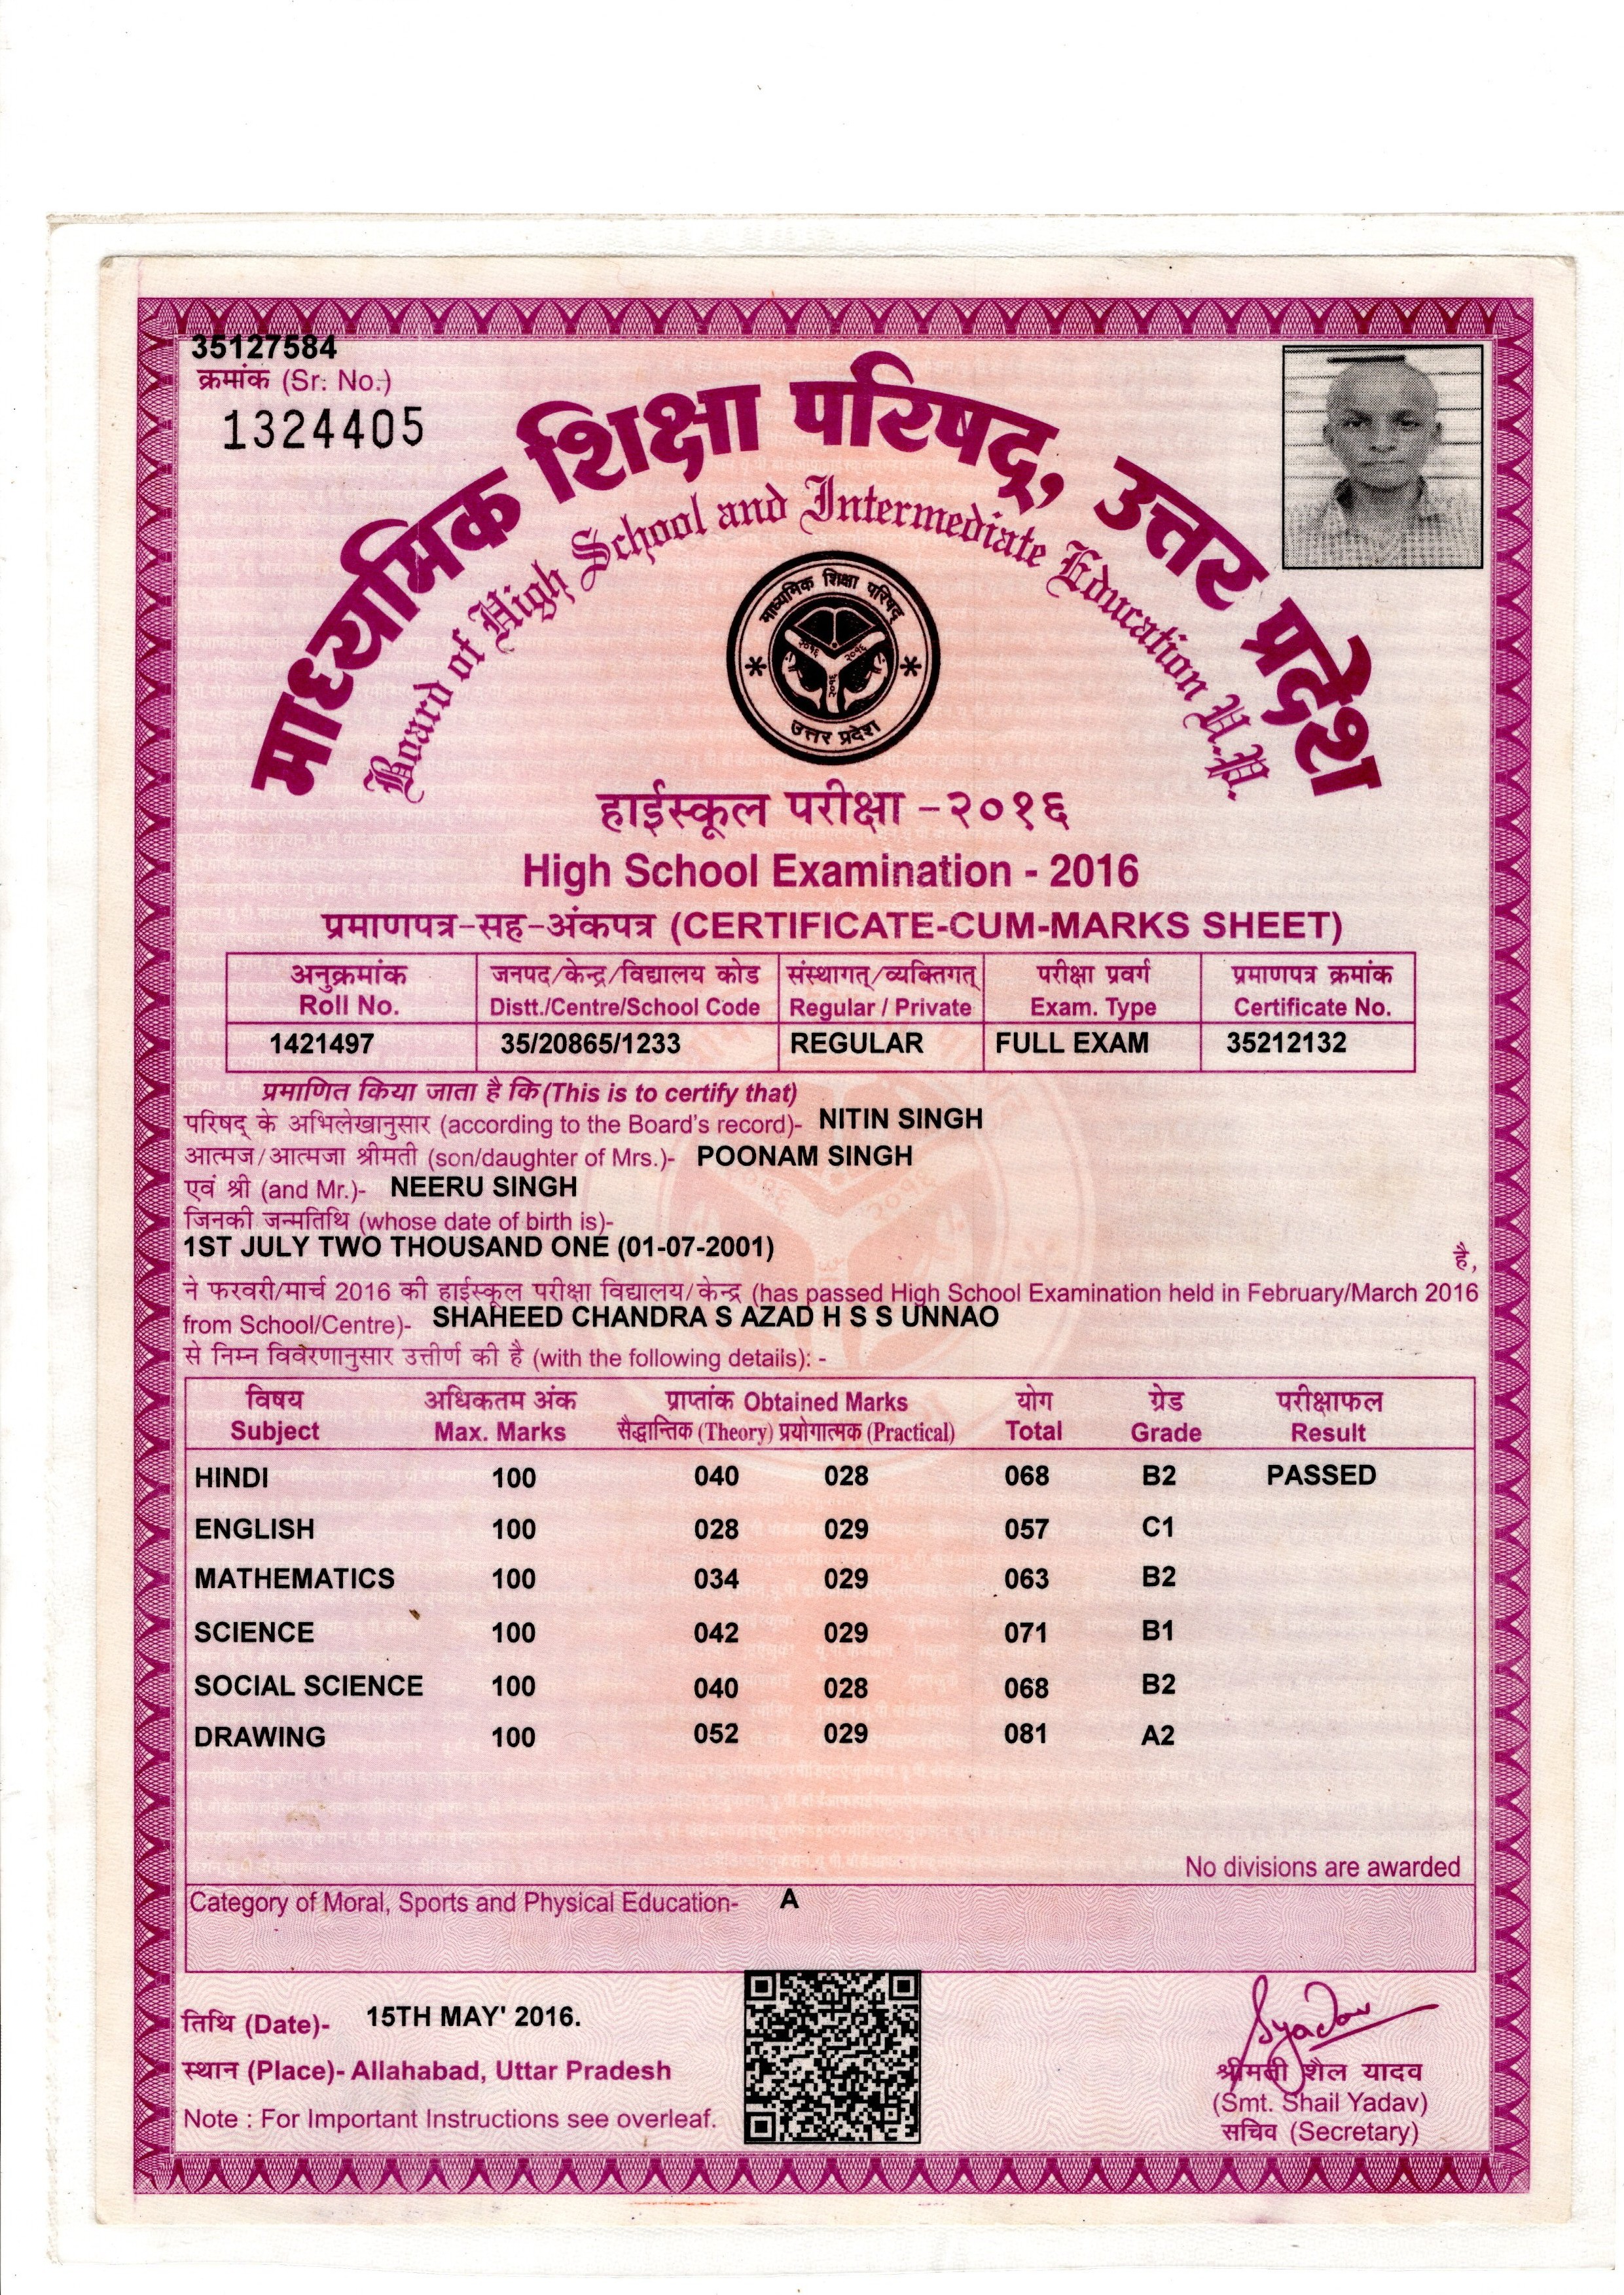 35127584
क्रमांक (Sr. No.)
1324405
माध्यमिक शिक्षा परिषद्, उत्तर प्रदेश
Board of High School and Intermediate Education U.P.
माध्यमिक शिक्षा परिषद्
२०१६ २०१६
२०१६
उत्तर प्रदेश
हाईस्कूल परीक्षा -२०१६
High School Examination - 2016
प्रमाणपत्र-सह-अंकपत्र (CERTIFICATE-CUM-MARKS SHEET)
अनुक्रमांक जनपद/केन्द्र/विद्यालय कोड संस्थागत्/व्यक्तिगत् परीक्षा प्रवर्ग प्रमाणपत्र क्रमांक
Roll No. Distt./Centre/School Code Regular / Private Exam. Type Certificate No.
1421497 35/20865/1233 REGULAR FULL EXAM 35212132
प्रमाणित किया जाता है कि (This is to certify that)
परिषद् के अभिलेखानुसार (according to the Board's record)- NITIN SINGH
आत्मज/आत्मजा श्रीमती (son/daughter of Mrs.)- POONAM SINGH
एवं श्री (and Mr.)- NEERU SINGH
जिनकी जन्मतिथि (whose date of birth is)-
1ST JULY TWO THOUSAND ONE (01-07-2001) है,
ने फरवरी/मार्च 2016 की हाईस्कूल परीक्षा विद्यालय/केन्द्र (has passed High School Examination held in February/March 2016
from School/Centre)- SHAHEED CHANDRA S AZAD H S S UNNAO
से निम्न विवरणानुसार उत्तीर्ण की है (with the following details): -
विषय अधिकतम अंक प्राप्तांक Obtained Marks योग ग्रेड परीक्षाफल
Subject Max. Marks सैद्धान्तिक (Theory) प्रयोगात्मक (Practical) Total Grade Result
HINDI 100 040 028 068 B2 PASSED
ENGLISH 100 028 029 057 C1
MATHEMATICS 100 034 029 063 B2
SCIENCE 100 042 029 071 B1
SOCIAL SCIENCE 100 040 028 068 B2
DRAWING 100 052 029 081 A2
No divisions are awarded
Category of Moral, Sports and Physical Education- A
तिथि (Date)- 15TH MAY' 2016.
स्थान (Place)- Allahabad, Uttar Pradesh
Note : For Important Instructions see overleaf.
Syadav
श्रीमती शैल यादव
(Smt. Shail Yadav)
सचिव (Secretary)